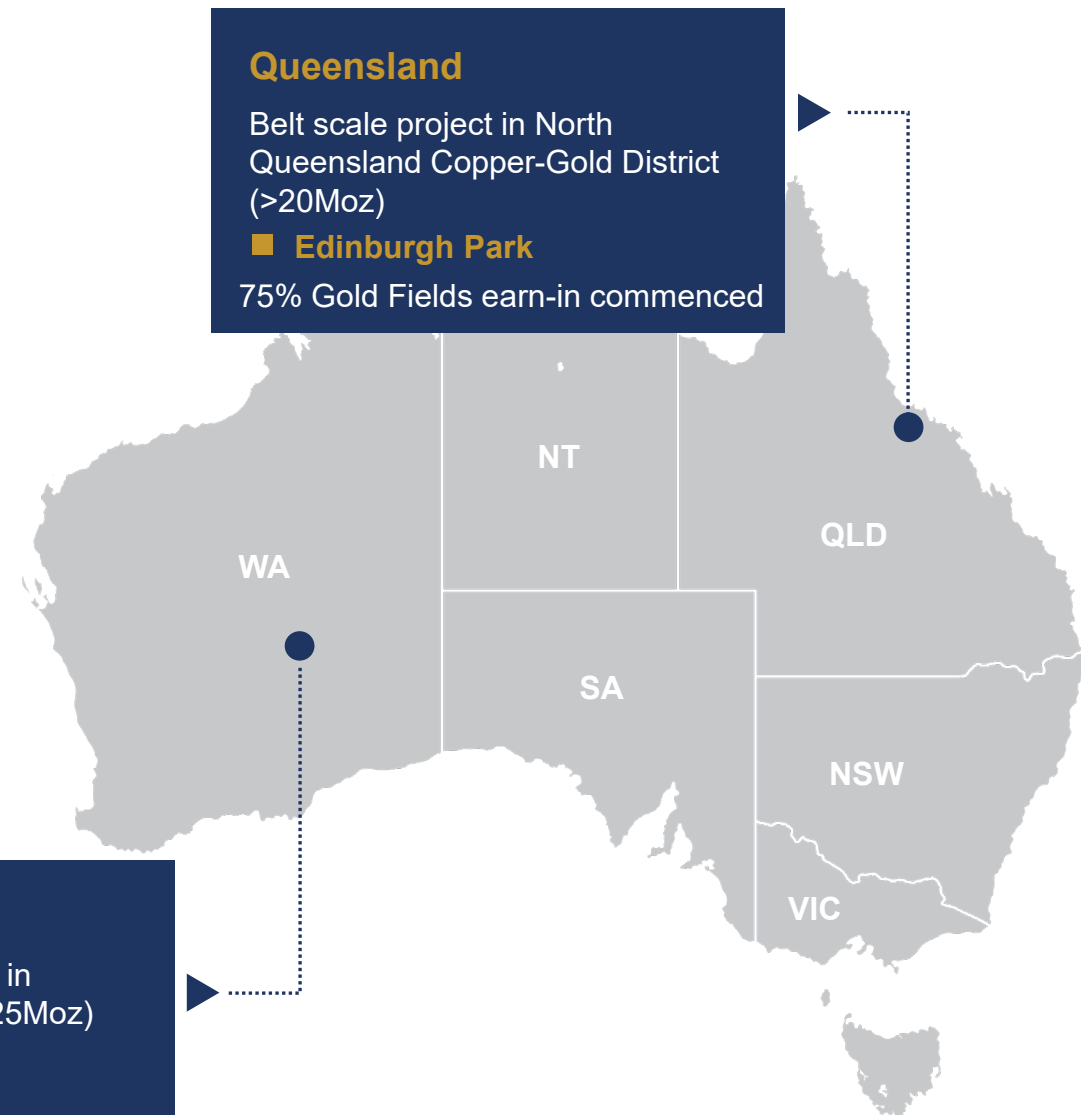 Queensland
Belt scale project in North
Queensland Copper-Gold District
(>20Moz)
Edinburgh Park
75% Gold Fields earn-in commenced
NT
QLD
WA
SA
NSW
VIC
in
25Moz)